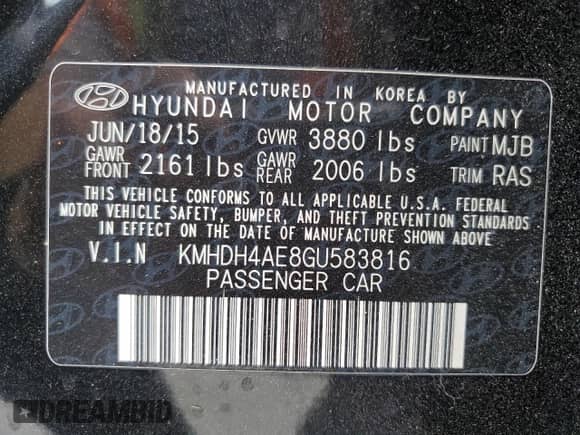 MANUFACTURED IN KOREA BY
HYUNDAI MOTOR COMPANY
JUN/18/15 GVWR 3880 lbs PAINT MJB
GAWR FRONT 2161 lbs GAWR REAR 2006 lbs TRIM RAS
THIS VEHICLE CONFORMS TO ALL APPLICABLE U.S.A. FEDERAL
MOTOR VEHICLE SAFETY, BUMPER, AND THEFT PREVENTION STANDARDS
IN EFFECT ON THE DATE OF MANUFACTURE SHOWN ABOVE
V.I.N KMHDH4AE8GU583816
PASSENGER CAR
DREAMBID